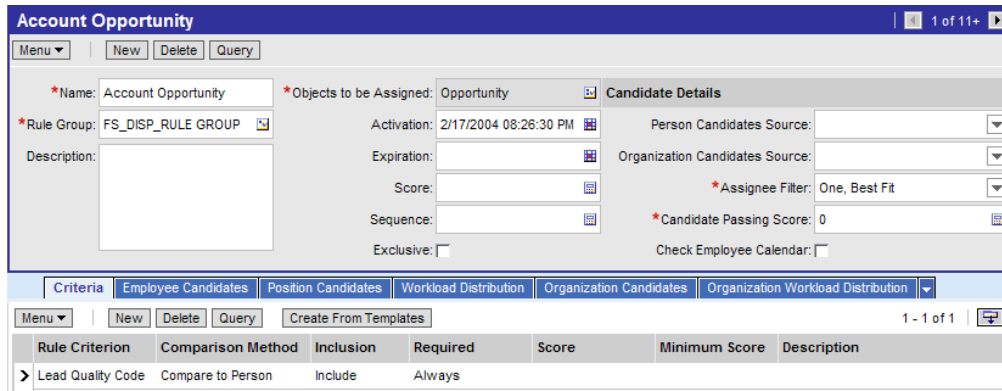 Account Opportunity 1 of 11+
Menu New Delete Query
*Name: Account Opportunity *Objects to be Assigned: Opportunity Candidate Details
*Rule Group: FS_DISP_RULE GROUP Activation: 2/17/2004 08:26:30 PM Person Candidates Source:
Description: Expiration: Organization Candidates Source:
Score: *Assignee Filter: One, Best Fit
Sequence: *Candidate Passing Score: 0
Exclusive: Check Employee Calendar:
Criteria Employee Candidates Position Candidates Workload Distribution Organization Candidates Organization Workload Distribution
Menu New Delete Query Create From Templates 1 - 1 of 1
Rule Criterion Comparison Method Inclusion Required Score Minimum Score Description
Lead Quality Code Compare to Person Include Always